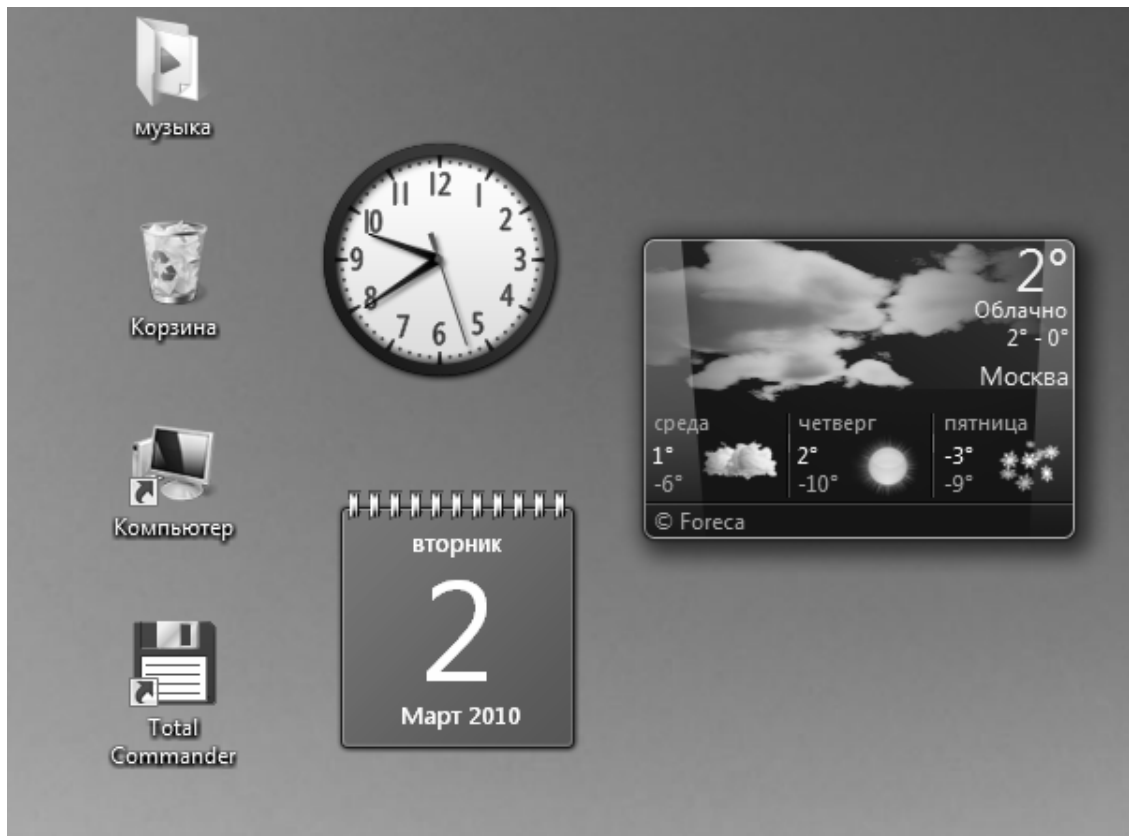 музыка
Корзина
Компьютер
Total
Commander
12
1
2
3
4
5
6
7
8
9
10
11
вторник
2
Март 2010
2°
Облачно
2° - 0°
Москва
среда четверг пятница
1° 2° -3°
-6° -10° -9°
© Foreca